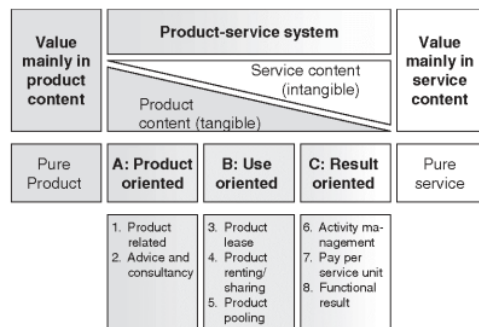 Value
mainly in
product
content
Product-service system
Service content
(intangible)
Product
content (tangible)
Value
mainly in
service
content
Pure
Product
A: Product
oriented
B: Use
oriented
C: Result
oriented
Pure
service
1. Product
related
2. Advice and
consultancy
3. Product
lease
4. Product
renting/
sharing
5. Product
pooling
6. Activity ma-
nagement
7. Pay per
service unit
8. Functional
result